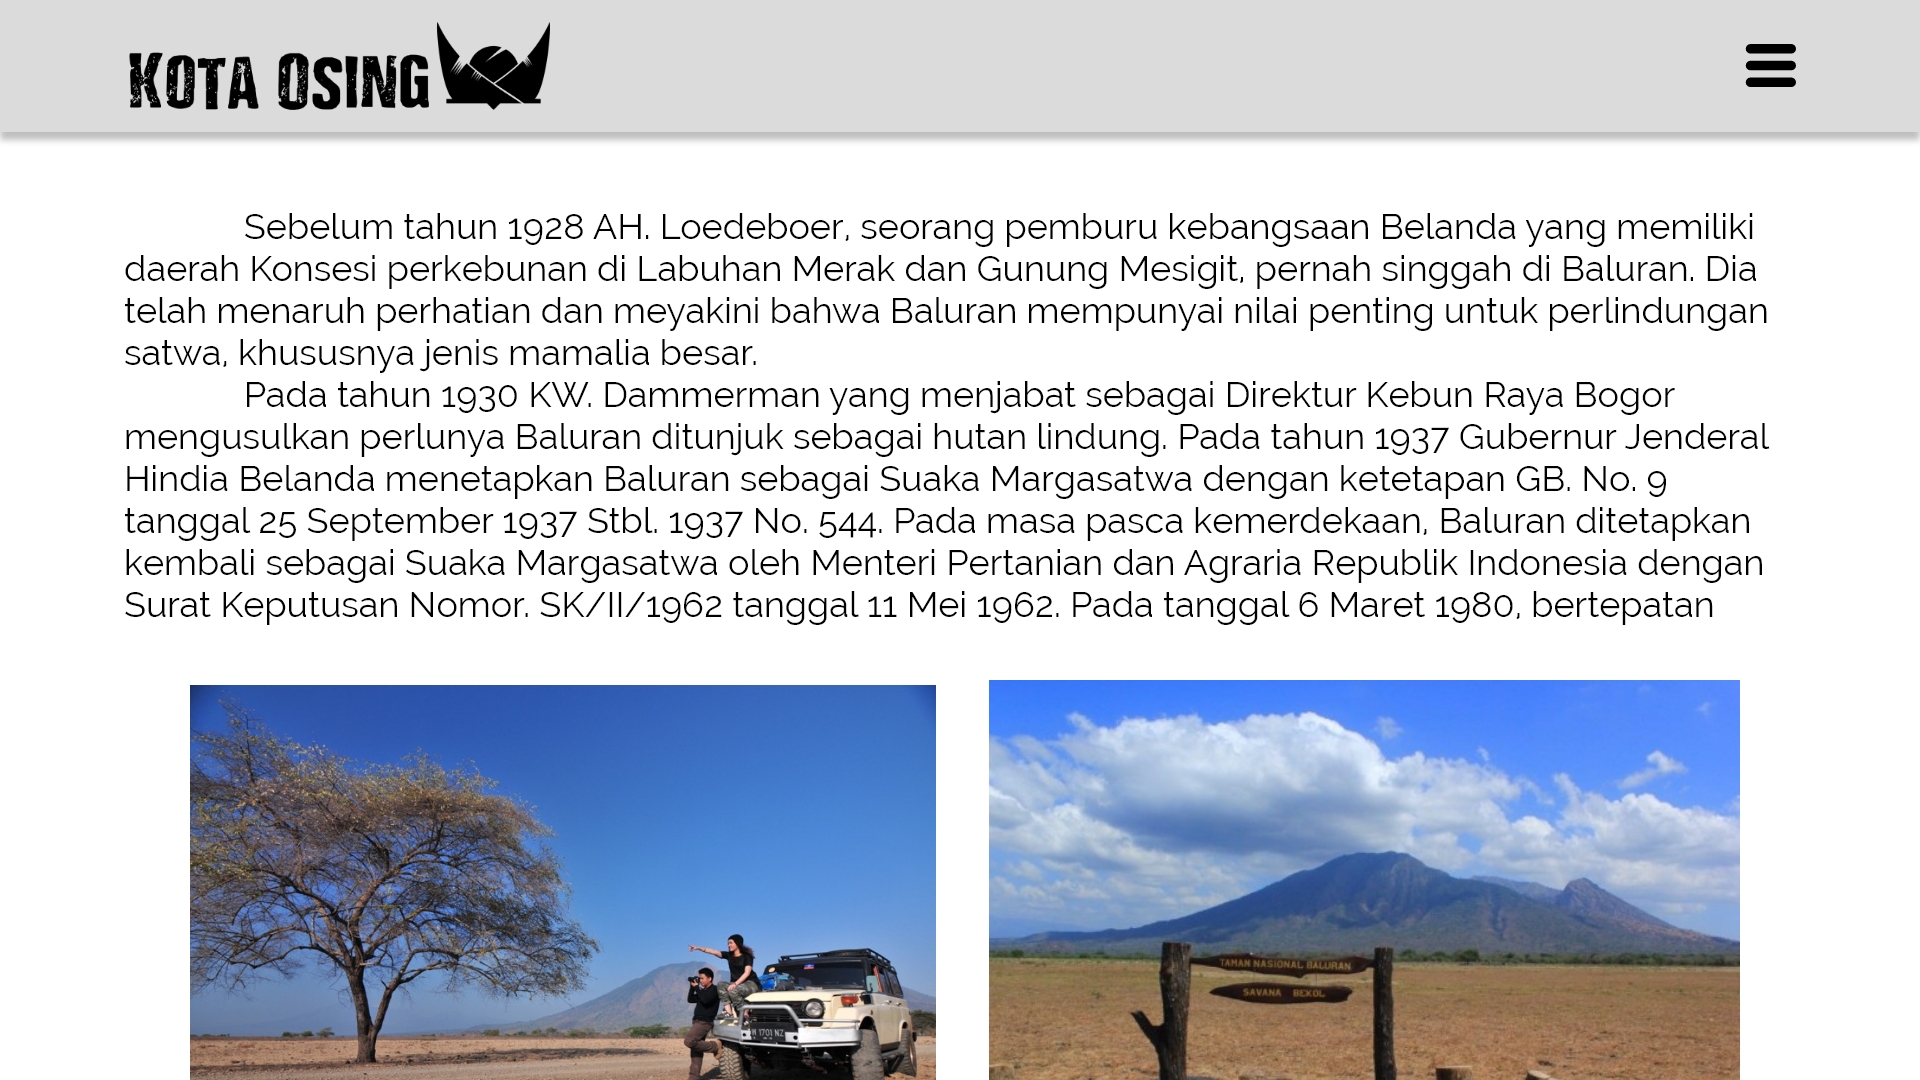 KOTA OSING
Sebelum tahun 1928 AH. Loedeboer, seorang pemburu kebangsaan Belanda yang memiliki
daerah Konsesi perkebunan di Labuhan Merak dan Gunung Mesigit, pernah singgah di Baluran. Dia
telah menaruh perhatian dan meyakini bahwa Baluran mempunyai nilai penting untuk perlindungan
satwa, khususnya jenis mamalia besar.
Pada tahun 1930 KW. Dammerman yang menjabat sebagai Direktur Kebun Raya Bogor
mengusulkan perlunya Baluran ditunjuk sebagai hutan lindung. Pada tahun 1937 Gubernur Jenderal
Hindia Belanda menetapkan Baluran sebagai Suaka Margasatwa dengan ketetapan GB. No. 9
tanggal 25 September 1937 Stbl. 1937 No. 544. Pada masa pasca kemerdekaan, Baluran ditetapkan
kembali sebagai Suaka Margasatwa oleh Menteri Pertanian dan Agraria Republik Indonesia dengan
Surat Keputusan Nomor. SK/II/1962 tanggal 11 Mei 1962. Pada tanggal 6 Maret 1980, bertepatan
TAMAN NASIONAL BALURAN
SAVANA BEKOL
1701 NZ